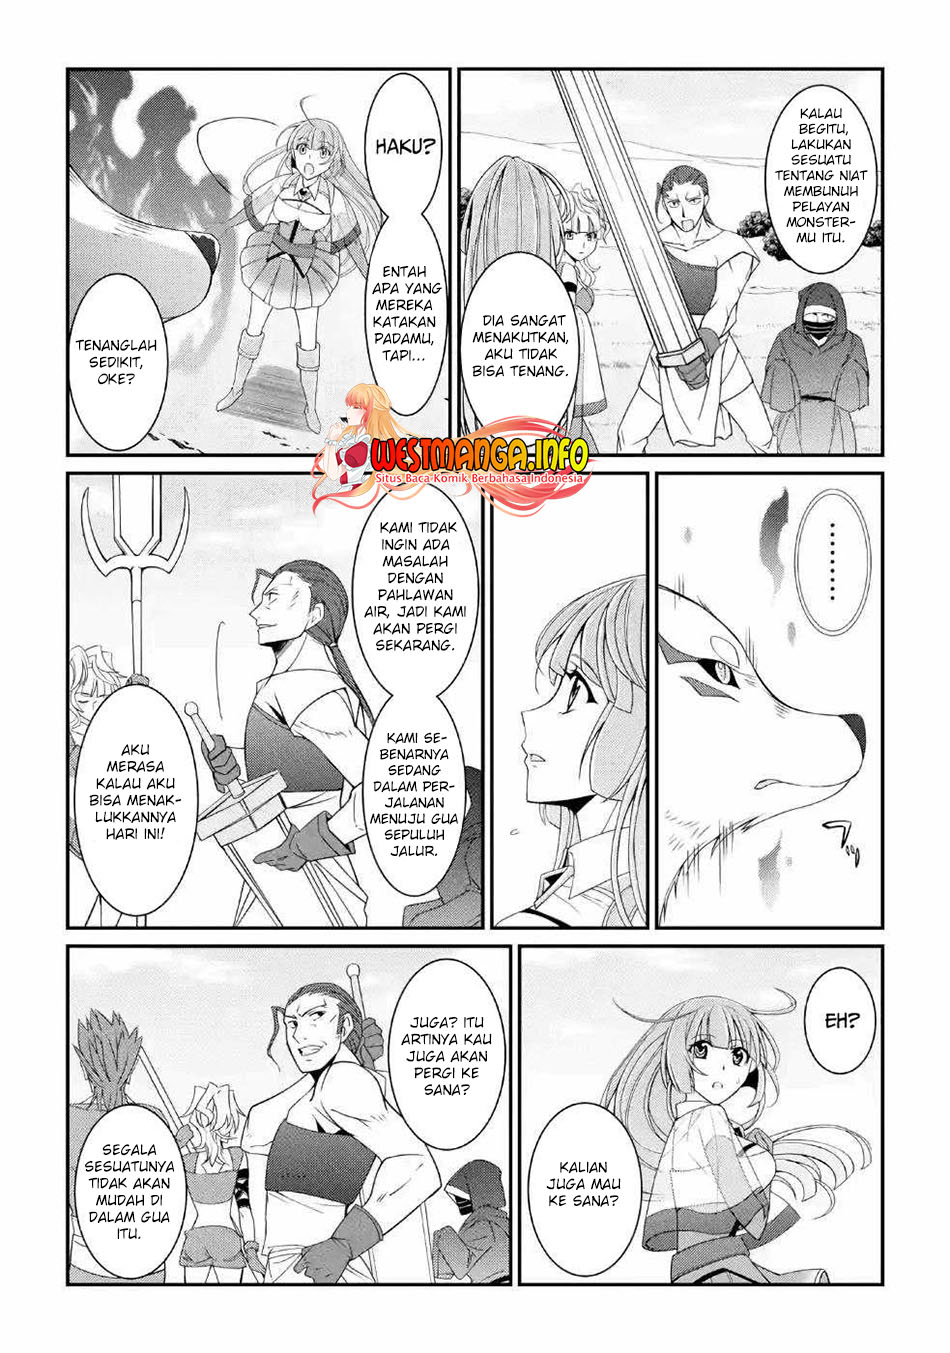 KALAU
BEGITU,
LAKUKAN
SESUATU
TENTANG NIAT
MEMBUNUH
PELAYAN
MONSTER-
MU ITU.
DIA SANGAT
MENAKUTKAN,
AKU TIDAK
BISA TENANG.
HAKU?
ENTAH
APA YANG
MEREKA
KATAKAN
PADAMU,
TAPI...
TENANGLAH
SEDIKIT,
OKE?
WESTMANGA.INFO
Situs Baca Komik Berbahasa Indonesia
.........
KAMI TIDAK
INGIN ADA
MASALAH
DENGAN
PAHLAWAN
AIR, JADI KAMI
AKAN PERGI
SEKARANG.
KAMI SE-
BENARNYA
SEDANG
DALAM PER-
JALANAN
MENUJU GUA
SEPULUH
JALUR.
AKU
MERASA
KALAU AKU
BISA MENAK-
LUKKANNYA
HARI INI!
EH?
KALIAN
JUGA MAU
KE SANA?
JUGA? ITU
ARTINYA KAU
JUGA AKAN
PERGI KE
SANA?
SEGALA
SESUATUNYA
TIDAK AKAN
MUDAH DI
DALAM GUA
ITU.